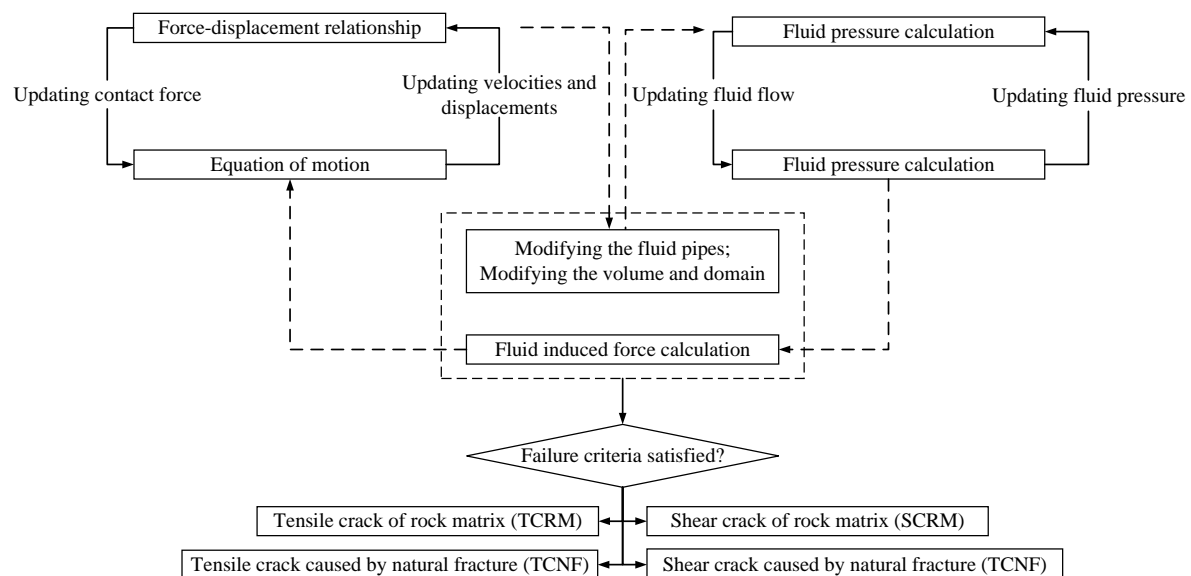 Force-displacement relationship
Fluid pressure calculation
Updating contact force
Updating velocities and
displacements
Updating fluid flow
Updating fluid pressure
Equation of motion
Fluid pressure calculation
Modifying the fluid pipes;
Modifying the volume and domain
Fluid induced force calculation
Failure criteria satisfied?
Tensile crack of rock matrix (TCRM)
Shear crack of rock matrix (SCRM)
Tensile crack caused by natural fracture (TCNF)
Shear crack caused by natural fracture (TCNF)